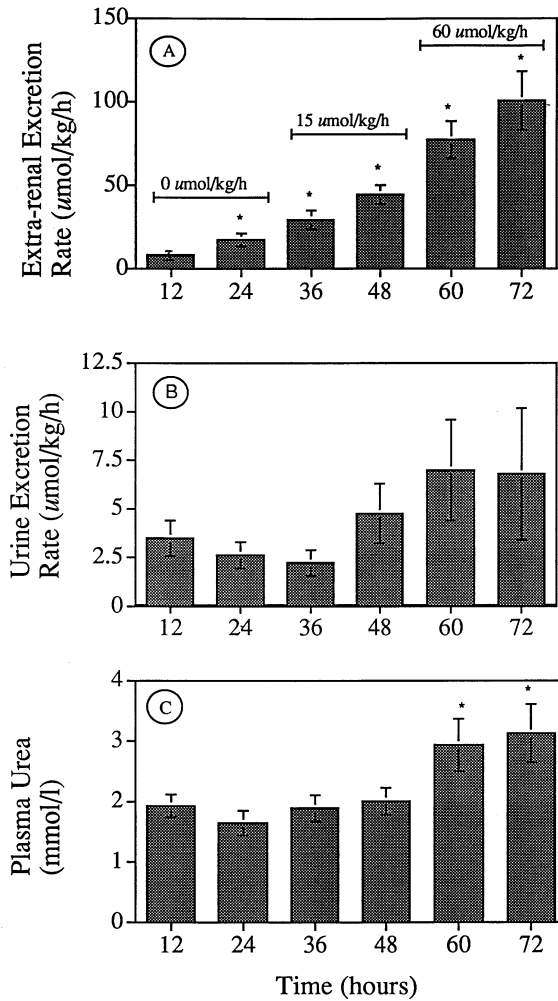 150
A
60 umol/kg/h
*
*
100
15 umol/kg/h
*
50
0 umol/kg/h
*
*
0
12 24 36 48 60 72
Extra-renal Excretion
Rate (umol/kg/h)
12.5
B
10
7.5
5
2.5
0
12 24 36 48 60 72
Urine Excretion
Rate (umol/kg/h)
4
C
*
*
3
2
1
0
12 24 36 48 60 72
Plasma Urea
(mmol/l)
Time (hours)